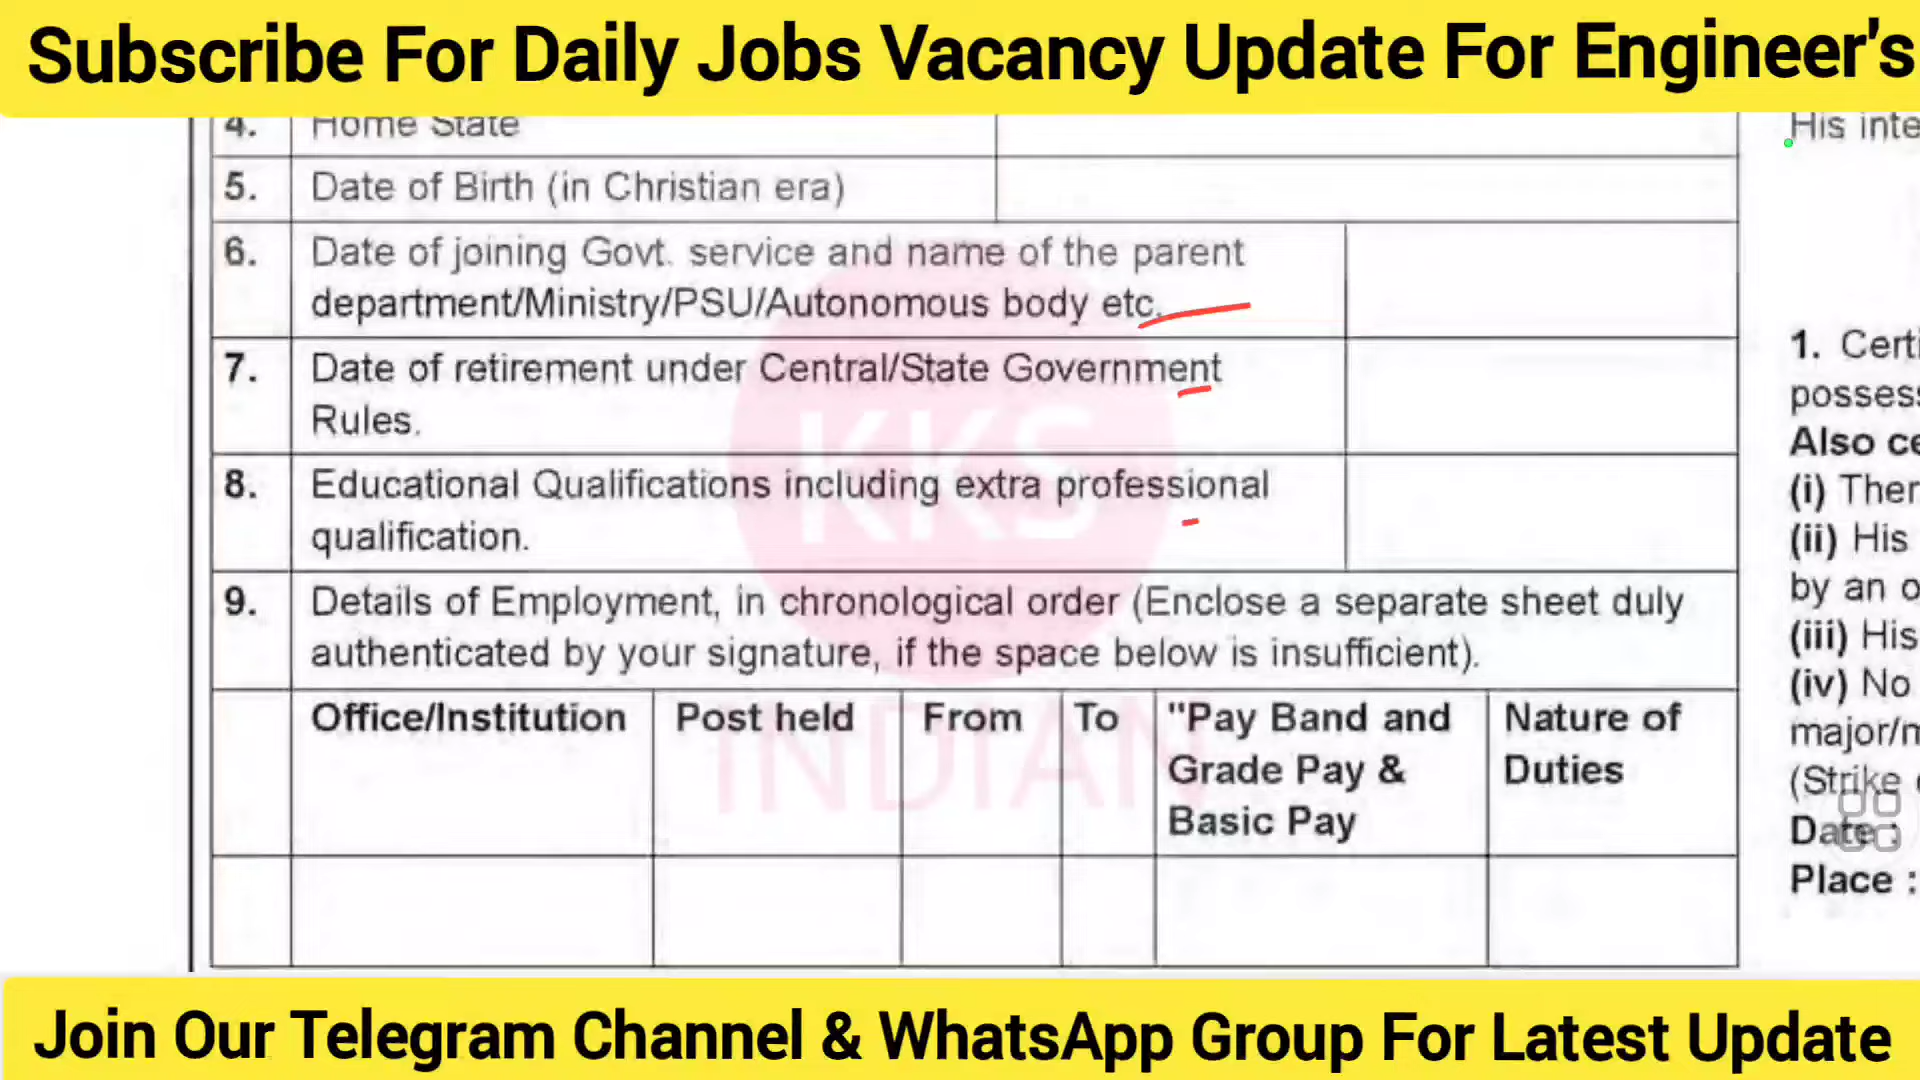 Subscribe For Daily Jobs Vacancy Update For Engineer's
4. Home State
5. Date of Birth (in Christian era)
6. Date of joining Govt. service and name of the parent
department/Ministry/PSU/Autonomous body etc.
7. Date of retirement under Central/State Government
Rules.
8. Educational Qualifications including extra professional
qualification.
9. Details of Employment, in chronological order (Enclose a separate sheet duly
authenticated by your signature, if the space below is insufficient).
Office/Institution Post held From To "Pay Band and Nature of
Grade Pay & Duties
Basic Pay
KKS
INDIAN
His inte
1. Certi
possess
Also ce
(i) Ther
(ii) His
by an o
(iii) His
(iv) No
major/m
(Strike
Date :
Place :
Join Our Telegram Channel & WhatsApp Group For Latest Update